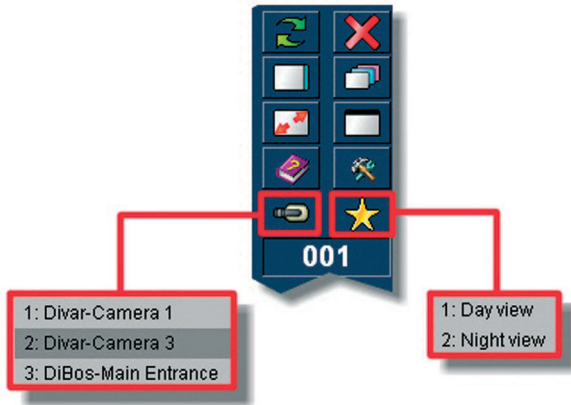 001
1: Divar-Camera 1
2: Divar-Camera 3
3: DiBos-Main Entrance
1: Day view
2: Night view